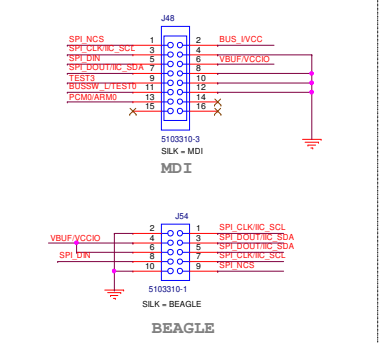 J48
SPI_NCS 1 2 BUS_I/VCC
SPI_CLK/IIC_SCL 3 4
SPI_DIN 5 6 VBUF/VCCIO
SPI_DOUT/IIC_SDA 7 8
TEST3 9 10
BUSSW_L/TEST0 11 12
PCM0/ARM0 13 14
15 16
5103310-3
SILK = MDI
MDI
J54
2 1 SPI_CLK/IIC_SCL
VBUF/VCCIO 4 3 SPI_DOUT/IIC_SDA
6 5 SPI_DOUT/IIC_SDA
SPI_DIN 8 7 SPI_CLK/IIC_SCL
10 9 SPI_NCS
5103310-1
SILK = BEAGLE
BEAGLE